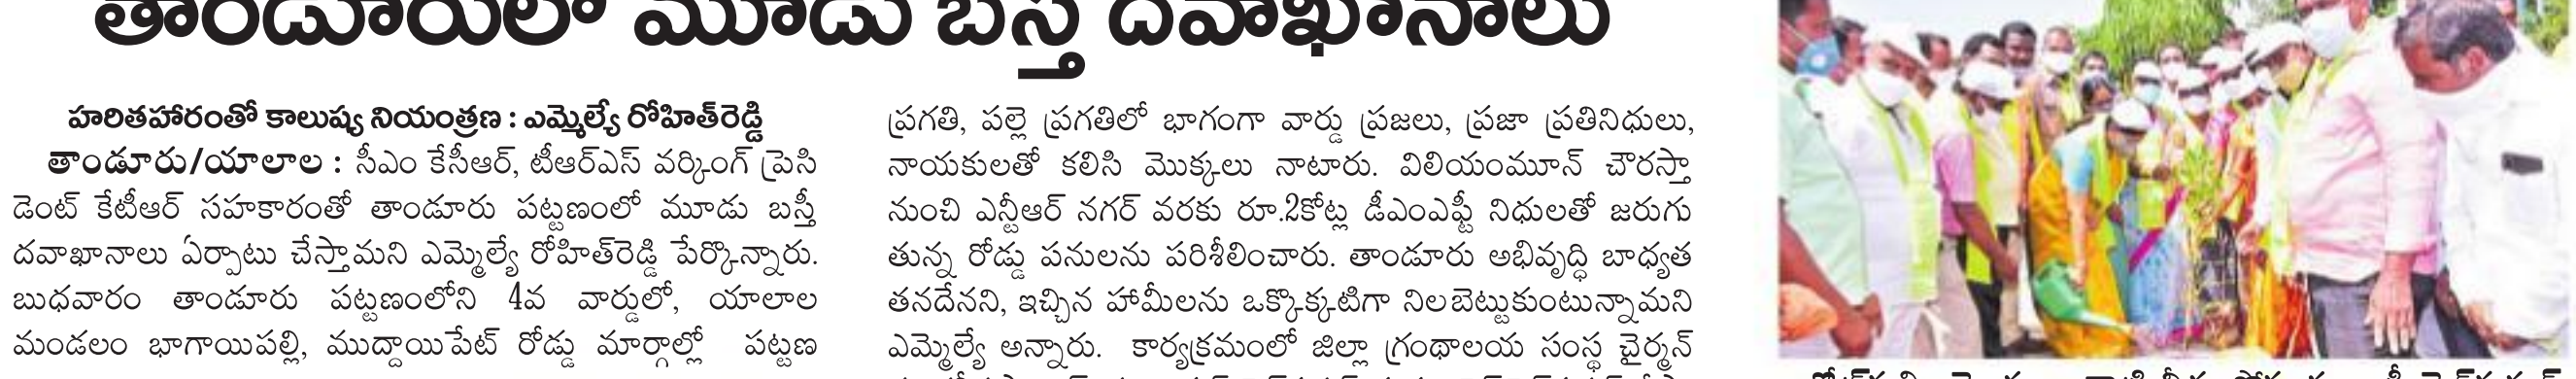 తాండూరులో మూడు బస్తీ దవాఖానాలు
హరితహారంతో కాలుష్య నియంత్రణ : ఎమ్మెల్యే రోహిత్‌రెడ్డి
తాండూరు/యాలాల : సీఎం కేసీఆర్, టీఆర్ఎస్ వర్కింగ్ ప్రెసి
డెంట్ కేటీఆర్ సహకారంతో తాండూరు పట్టణంలో మూడు బస్తీ
దవాఖానాలు ఏర్పాటు చేస్తామని ఎమ్మెల్యే రోహిత్‌రెడ్డి పేర్కొన్నారు.
బుధవారం తాండూరు పట్టణంలోని 4వ వార్డులో, యాలాల
మండలం భాగాయిపల్లి, ముద్దాయిపేట్ రోడ్డు మార్గాల్లో పట్టణ
ప్రగతి, పల్లె ప్రగతిలో భాగంగా వార్డు ప్రజలు, ప్రజా ప్రతినిధులు,
నాయకులతో కలిసి మొక్కలు నాటారు. విలియంమూన్ చౌరస్తా
నుంచి ఎన్టీఆర్ నగర్ వరకు రూ.2కోట్ల డీఎంఎఫ్టీ నిధులతో జరుగు
తున్న రోడ్డు పనులను పరిశీలించారు. తాండూరు అభివృద్ధి బాధ్యత
తనదేనని, ఇచ్చిన హామీలను ఒక్కొక్కటిగా నిలబెట్టుకుంటున్నామని
ఎమ్మెల్యే అన్నారు. కార్యక్రమంలో జిల్లా గ్రంథాలయ సంస్థ చైర్మన్